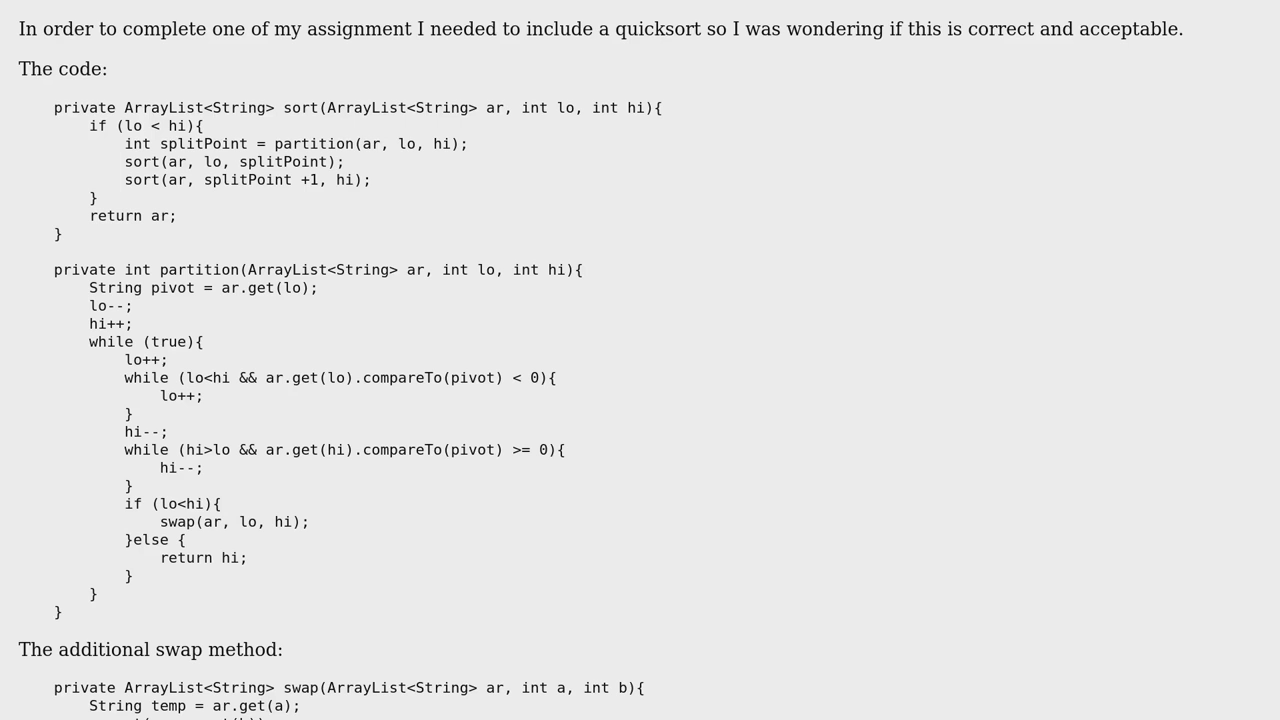 In order to complete one of my assignment I needed to include a quicksort so I was wondering if this is correct and acceptable.
The code:
private ArrayList<String> sort(ArrayList<String> ar, int lo, int hi){
if (lo < hi){
int splitPoint = partition(ar, lo, hi);
sort(ar, lo, splitPoint);
sort(ar, splitPoint +1, hi);
}
return ar;
}
private int partition(ArrayList<String> ar, int lo, int hi){
String pivot = ar.get(lo);
lo--;
hi++;
while (true){
lo++;
while (lo<hi && ar.get(lo).compareTo(pivot) < 0){
lo++;
}
hi--;
while (hi>lo && ar.get(hi).compareTo(pivot) >= 0){
hi--;
}
if (lo<hi){
swap(ar, lo, hi);
}else {
return hi;
}
}
}
The additional swap method:
private ArrayList<String> swap(ArrayList<String> ar, int a, int b){
String temp = ar.get(a);